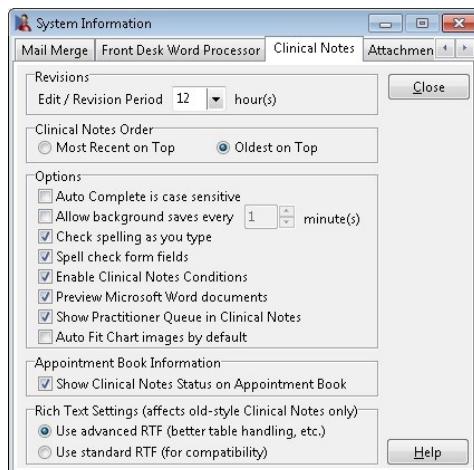 System Information
Mail Merge Front Desk Word Processor Clinical Notes Attachmen
Revisions
Edit / Revision Period 12 hour(s)
Close
Clinical Notes Order
Most Recent on Top Oldest on Top
Options
Auto Complete is case sensitive
Allow background saves every 1 minute(s)
Check spelling as you type
Spell check form fields
Enable Clinical Notes Conditions
Preview Microsoft Word documents
Show Practitioner Queue in Clinical Notes
Auto Fit Chart images by default
Appointment Book Information
Show Clinical Notes Status on Appointment Book
Rich Text Settings (affects old-style Clinical Notes only)
Use advanced RTF (better table handling, etc.)
Use standard RTF (for compatibility)
Help